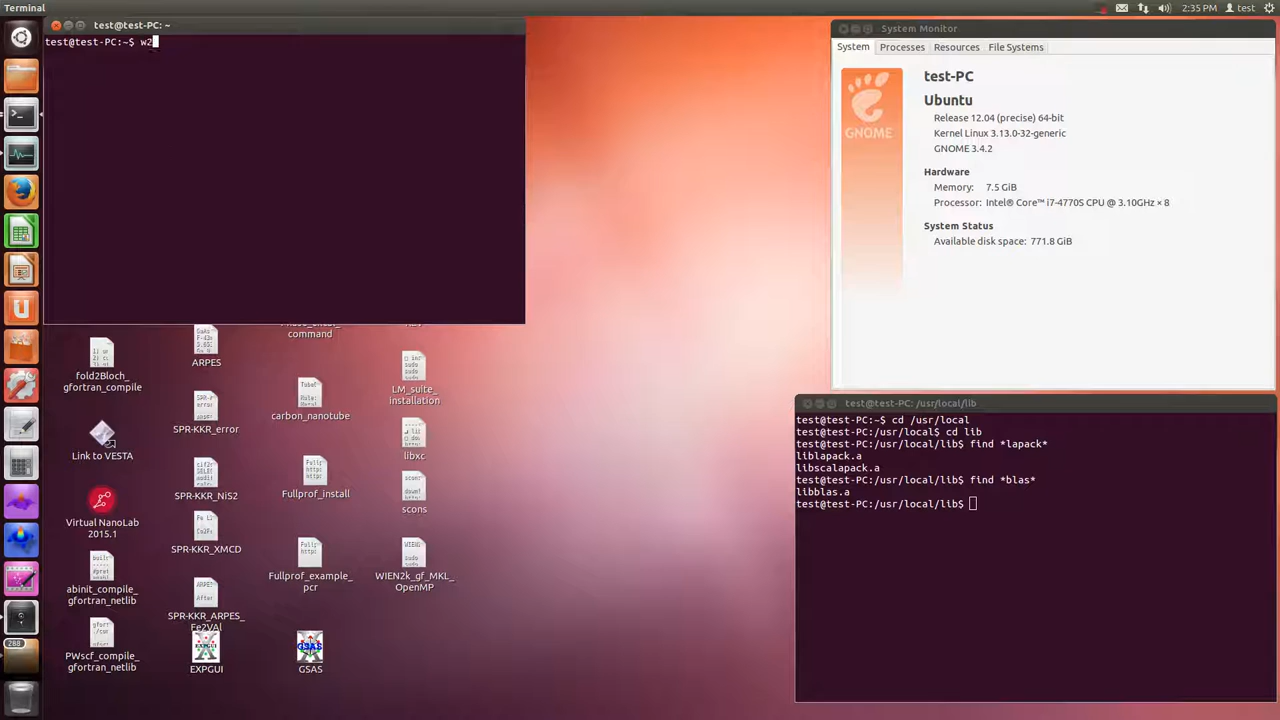 Terminal
2:35 PM
test
test@test-PC: ~
test@test-PC:~$ w2
System Monitor
System
Processes
Resources
File Systems
test-PC
Ubuntu
Release 12.04 (precise) 64-bit
Kernel Linux 3.13.0-32-generic
GNOME 3.4.2
GNOME
Hardware
Memory: 7.5 GiB
Processor: Intel® Core™ i7-4770S CPU @ 3.10GHz × 8
System Status
Available disk space: 771.8 GiB
test@test-PC: /usr/local/lib
test@test-PC:~$ cd /usr/local
test@test-PC:/usr/local$ cd lib
test@test-PC:/usr/local/lib$ find *lapack*
liblapack.a
libscalapack.a
test@test-PC:/usr/local/lib$ find *blas*
libblas.a
test@test-PC:/usr/local/lib$
fold2Bloch_
gfortran_compile
Link to VESTA
Virtual NanoLab
2015.1
abinit_compile_
gfortran_netlib
PWscf_compile_
gfortran_netlib
ARPES
SPR-KKR_error
SPR-KKR_NiS2
SPR-KKR_XMCD
SPR-KKR_ARPES_
Fe2VAl
EXPGUI
command
carbon_nanotube
Fullprof_install
Fullprof_example_
pcr
GSAS
LM_suite_
installation
libxc
scons
WIEN2k_gf_MKL_
OpenMP
288